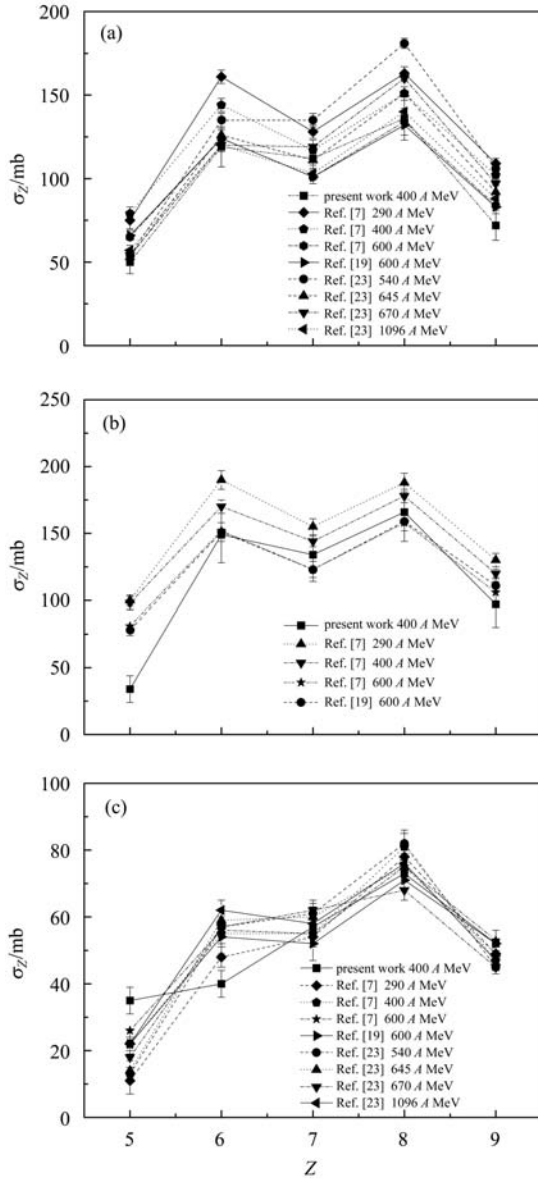 200
(a)
150
σZ/mb
100
50
0
present work 400 A MeV
Ref. [7] 290 A MeV
Ref. [7] 400 A MeV
Ref. [7] 600 A MeV
Ref. [19] 600 A MeV
Ref. [23] 540 A MeV
Ref. [23] 645 A MeV
Ref. [23] 670 A MeV
Ref. [23] 1096 A MeV
250
(b)
200
150
σZ/mb
100
50
0
present work 400 A MeV
Ref. [7] 290 A MeV
Ref. [7] 400 A MeV
Ref. [7] 600 A MeV
Ref. [19] 600 A MeV
100
(c)
80
60
σZ/mb
40
20
0
present work 400 A MeV
Ref. [7] 290 A MeV
Ref. [7] 400 A MeV
Ref. [7] 600 A MeV
Ref. [19] 600 A MeV
Ref. [23] 540 A MeV
Ref. [23] 645 A MeV
Ref. [23] 670 A MeV
Ref. [23] 1096 A MeV
5 6 7 8 9
Z